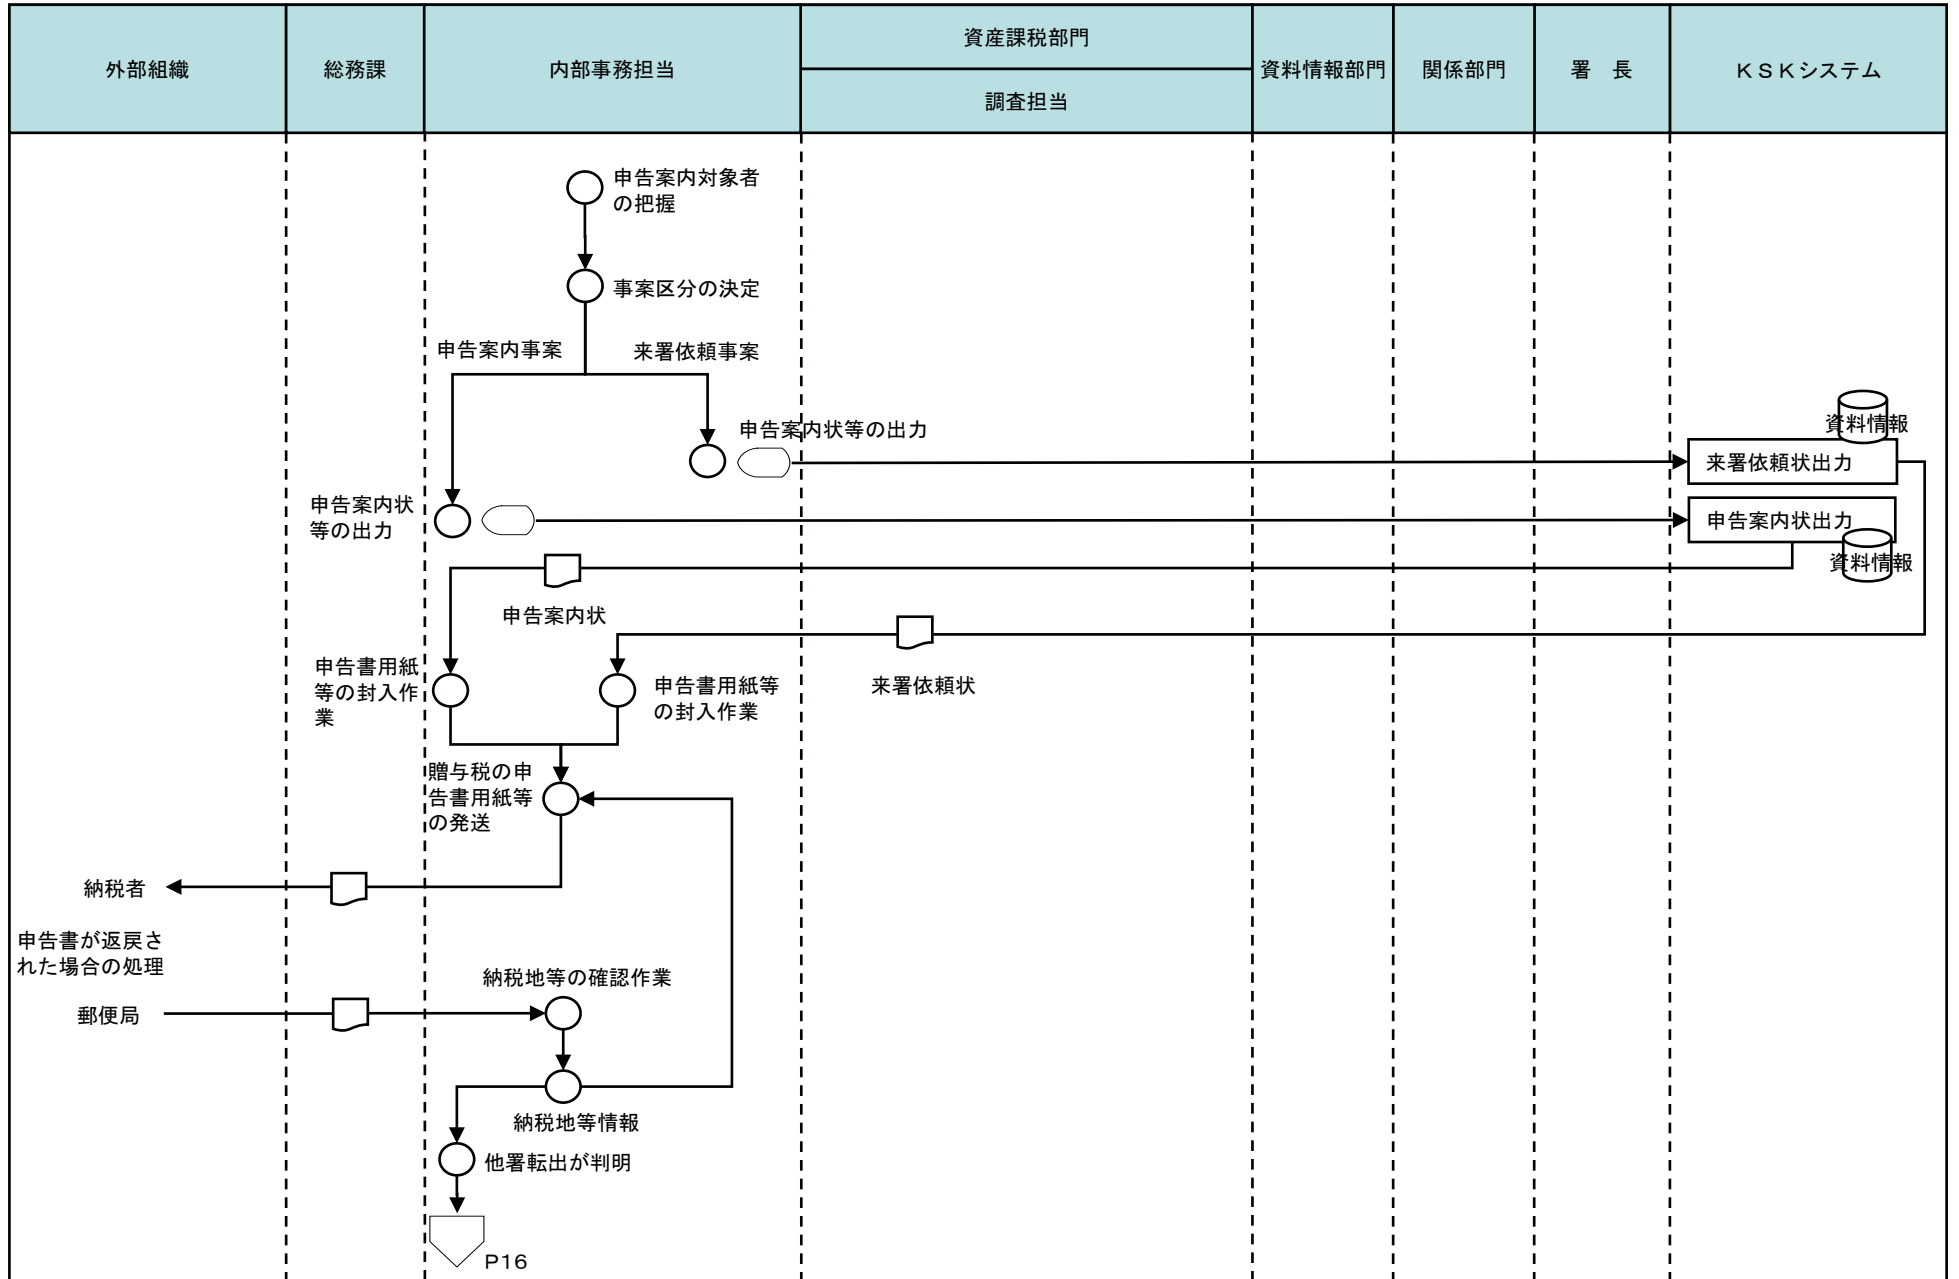 外部組織
総務課
内部事務担当
資産課税部門
調査担当
資料情報部門
関係部門
署　長
ＫＳＫシステム
申告案内対象者
の把握
事案区分の決定
申告案内事案
来署依頼事案
申告案内状等の出力
資料情報
来署依頼状出力
申告案内状
等の出力
申告案内状出力
資料情報
申告案内状
申告書用紙
等の封入作
業
申告書用紙等
の封入作業
来署依頼状
贈与税の申
告書用紙等
の発送
納税者
申告書が返戻さ
れた場合の処理
納税地等の確認作業
郵便局
納税地等情報
他署転出が判明
P16